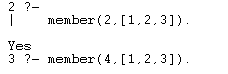 2 ?-
|    member(2,[1,2,3]).
Yes
3 ?- member(4,[1,2,3]).